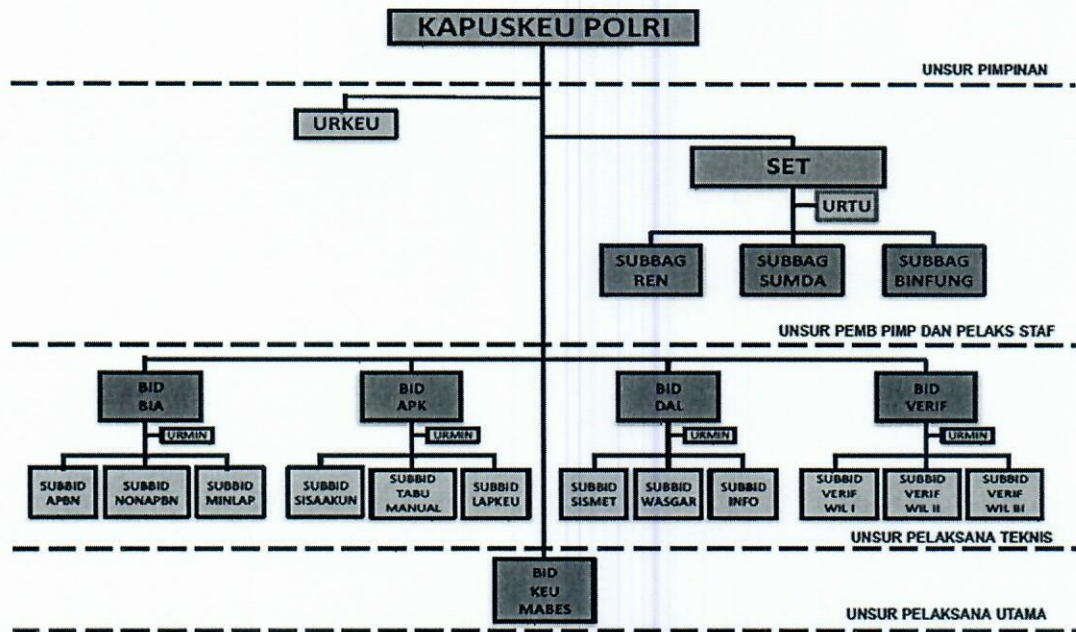 KAPUSKEU POLRI
UNSUR PIMPINAN
URKEU
SET
URTU
SUBBAG
REN
SUBBAG
SUMDA
SUBBAG
BINFUNG
UNSUR PEMB PIMP DAN PELAKS STAF
BID
BIA
URMIN
SUBBID
APBN
SUBBID
NONAPBN
SUBBID
MINLAP
BID
APK
URMIN
SUBBID
SISAAKUN
SUBBID
TABU
MANUAL
SUBBID
LAPKEU
BID
DAL
URMIN
SUBBID
SISMET
SUBBID
WASGAR
SUBBID
INFO
BID
VERIF
URMIN
SUBBID
VERIF
WIL I
SUBBID
VERIF
WIL II
SUBBID
VERIF
WIL III
UNSUR PELAKSANA TEKNIS
BID
KEU
MABES
UNSUR PELAKSANA UTAMA